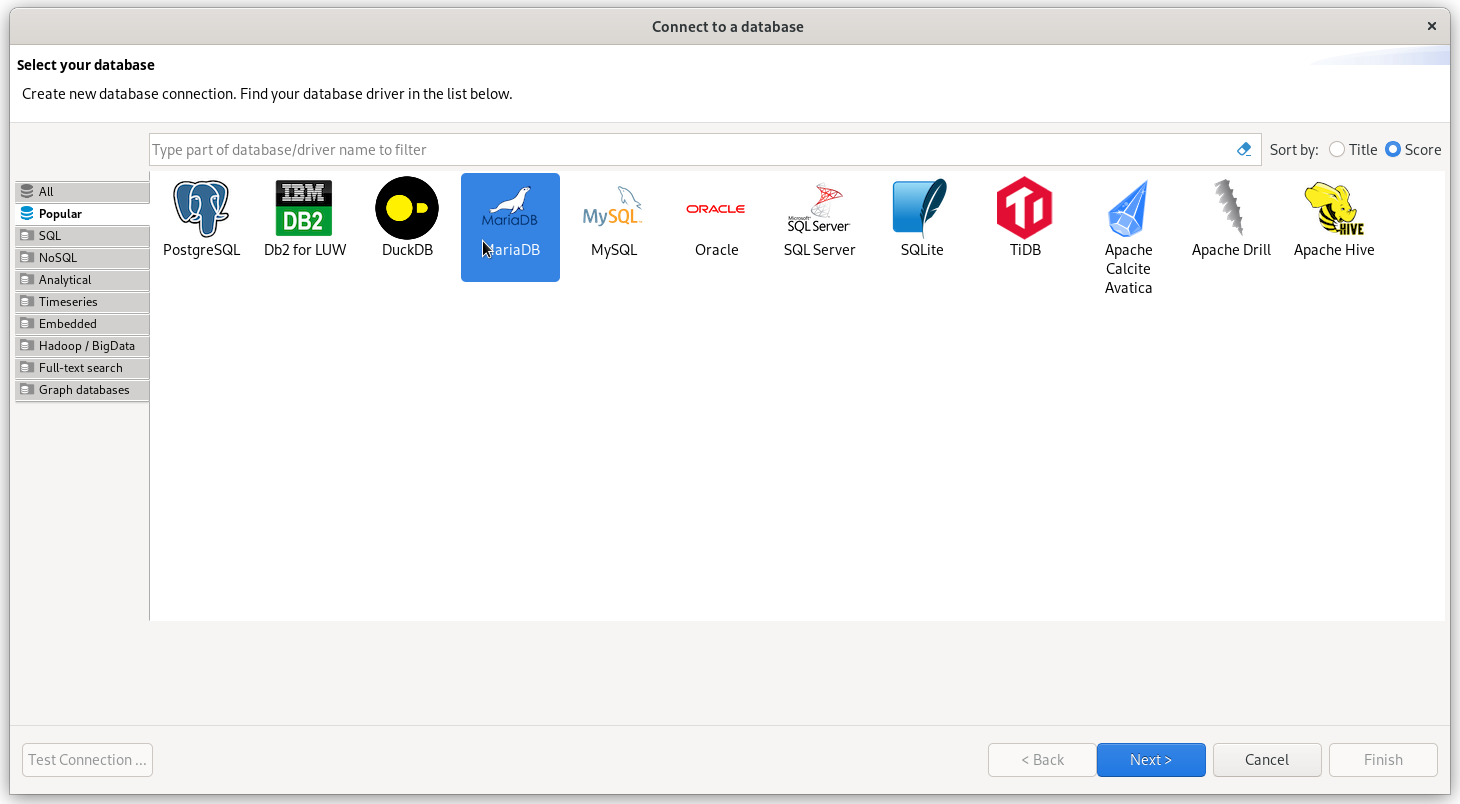 Connect to a database
Select your database
Create new database connection. Find your database driver in the list below.
Type part of database/driver name to filter
Sort by:
Title
Score
All
Popular
SQL
NoSQL
Analytical
Timeseries
Embedded
Hadoop / BigData
Full-text search
Graph databases
PostgreSQL
IBM
DB2
Db2 for LUW
DuckDB
MariaDB
MariaDB
MySQL
MySQL
ORACLE
Oracle
Microsoft
SQL Server
SQL Server
SQLite
TiDB
Apache
Calcite
Avatica
Apache Drill
HIVE
Apache Hive
Test Connection ...
< Back
Next >
Cancel
Finish